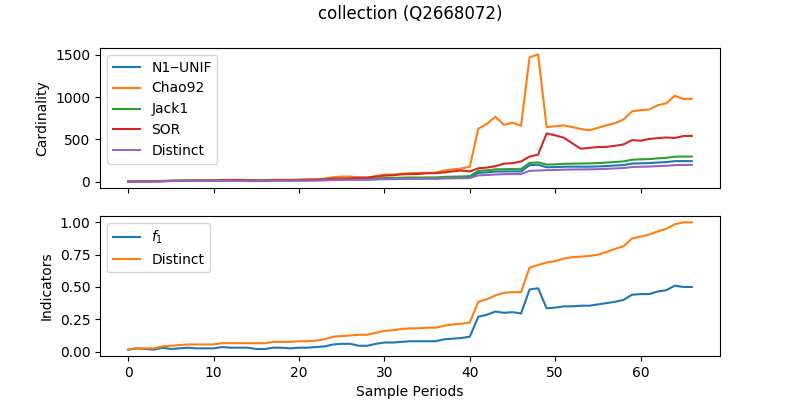 collection (Q2668072)
Cardinality
1500
1000
500
0
N1−UNIF
Chao92
Jack1
SOR
Distinct
Indicators
1.00
0.75
0.50
0.25
0.00
f1
Distinct
0 10 20 30 40 50 60
Sample Periods